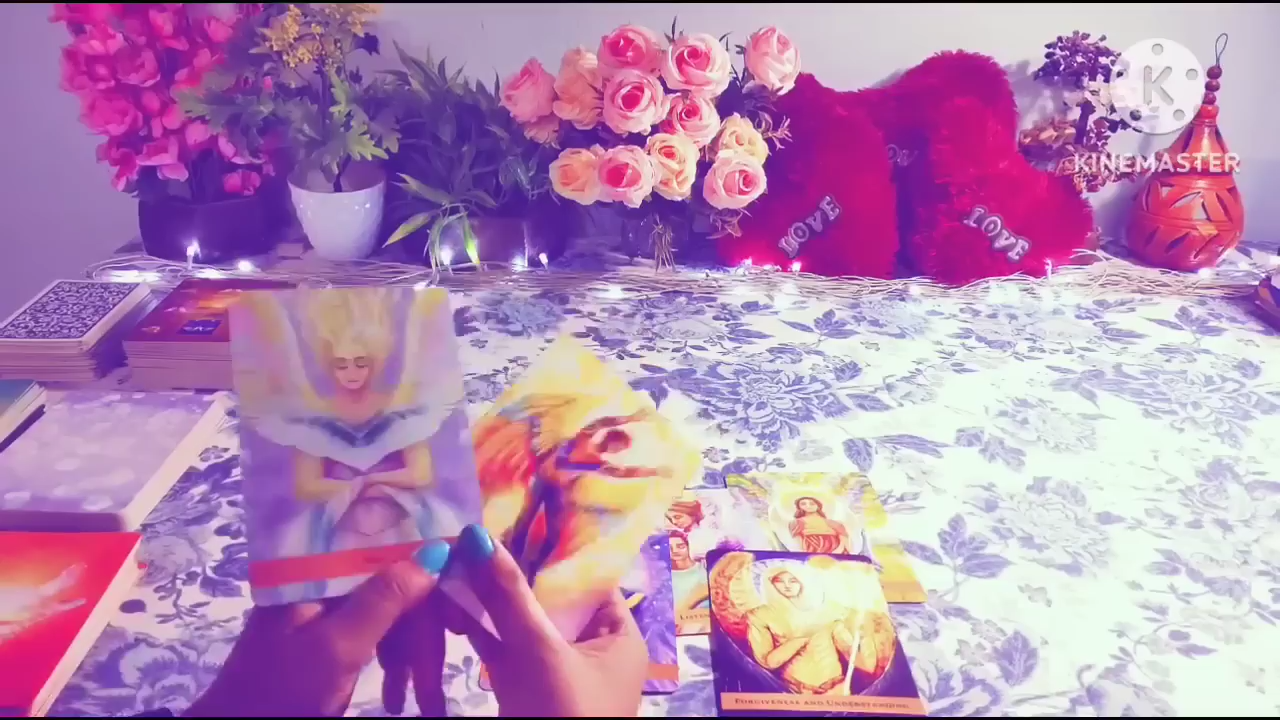 K
KINEMASTER
LOVE
LOVE
FORGIVENESS AND UNDERSTANDING